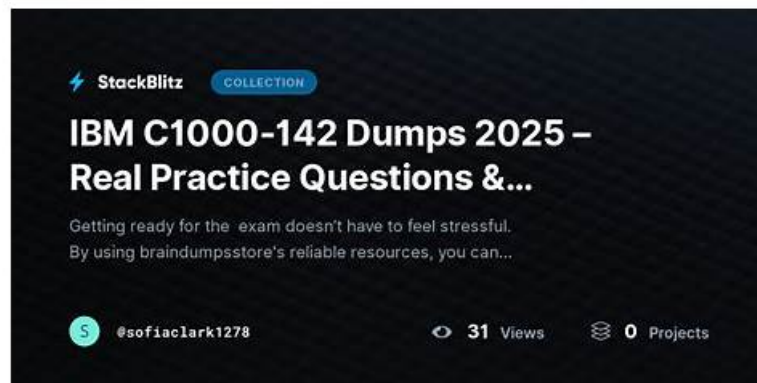 StackBlitz COLLECTION
IBM C1000-142 Dumps 2025 –
Real Practice Questions &...
Getting ready for the  exam doesn't have to feel stressful.
By using braindumpsstore's reliable resources, you can...
S @sofiaclark1278 31 Views 0 Projects